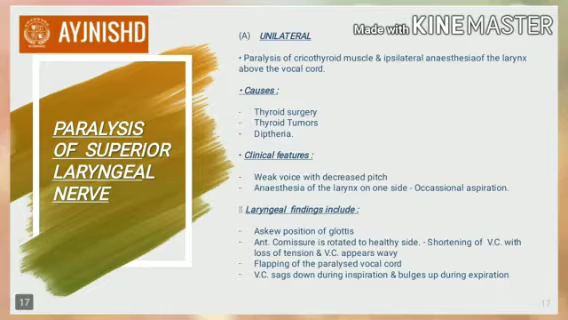 AYJNISHD
Made with KINEMASTER
PARALYSIS
OF SUPERIOR
LARYNGEAL
NERVE
(A) UNILATERAL
• Paralysis of cricothyroid muscle & ipsilateral anaesthesiaof the larynx
above the vocal cord.
• Causes :
- Thyroid surgery
- Thyroid Tumors
- Diptheria.
• Clinical features :
- Weak voice with decreased pitch
- Anaesthesia of the larynx on one side - Occassional aspiration.
Laryngeal findings include :
- Askew position of glottis
- Ant. Comissure is rotated to healthy side. - Shortening of V.C. with
loss of tension & V.C. appears wavy
- Flapping of the paralysed vocal cord
- V.C. sags down during inspiration & bulges up during expiration
17
17